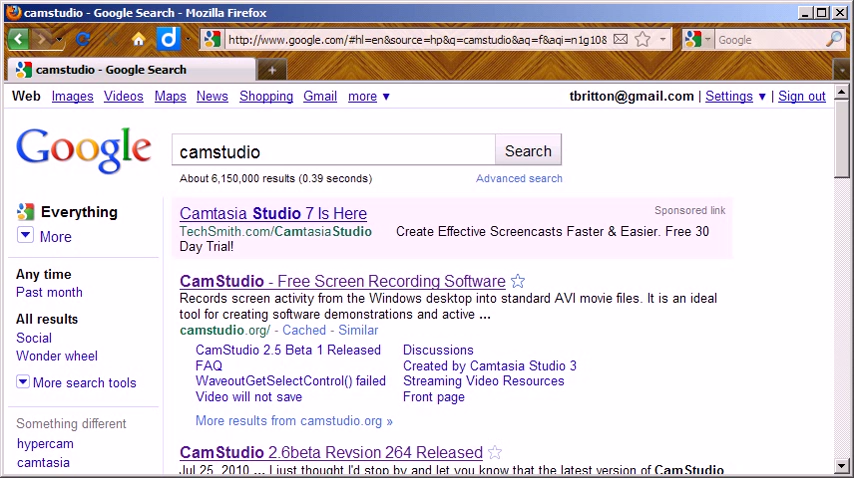 camstudio - Google Search - Mozilla Firefox
http://www.google.com/#hl=en&source=hp&q=camstudio&aq=f&aqi=n1g108
Google
camstudio - Google Search
Web Images Videos Maps News Shopping Gmail more ▼
tbritton@gmail.com | Settings ▼ | Sign out
Google
camstudio
Search
About 6,150,000 results (0.39 seconds)
Advanced search
Everything
More
Any time
Past month
All results
Social
Wonder wheel
More search tools
Something different
hypercam
camtasia
Camtasia Studio 7 Is Here
Sponsored link
TechSmith.com/CamtasiaStudio Create Effective Screencasts Faster & Easier. Free 30
Day Trial!
CamStudio - Free Screen Recording Software
Records screen activity from the Windows desktop into standard AVI movie files. It is an ideal
tool for creating software demonstrations and active ...
camstudio.org/ - Cached - Similar
CamStudio 2.5 Beta 1 Released
Discussions
FAQ
Created by Camtasia Studio 3
WaveoutGetSelectControl() failed
Streaming Video Resources
Video will not save
Front page
More results from camstudio.org »
CamStudio 2.6beta Revsion 264 Released
Jul 25, 2010 ... I just thought I'd stop by and let you know that the latest version of CamStudio